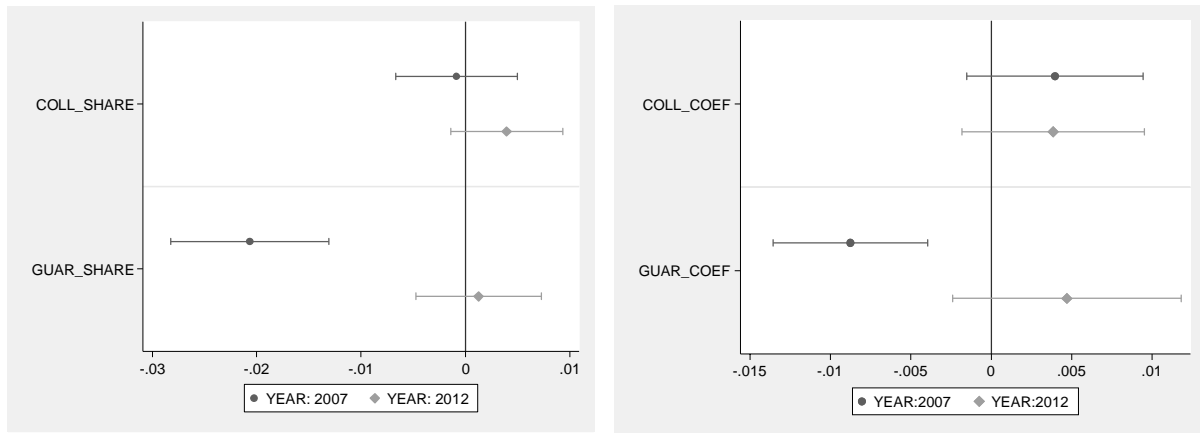 COLL_SHARE
GUAR_SHARE
-.03 -.02 -.01 0 .01
YEAR: 2007 YEAR: 2012
COLL_COEF
GUAR_COEF
-.015 -.01 -.005 0 .005 .01
YEAR:2007 YEAR:2012